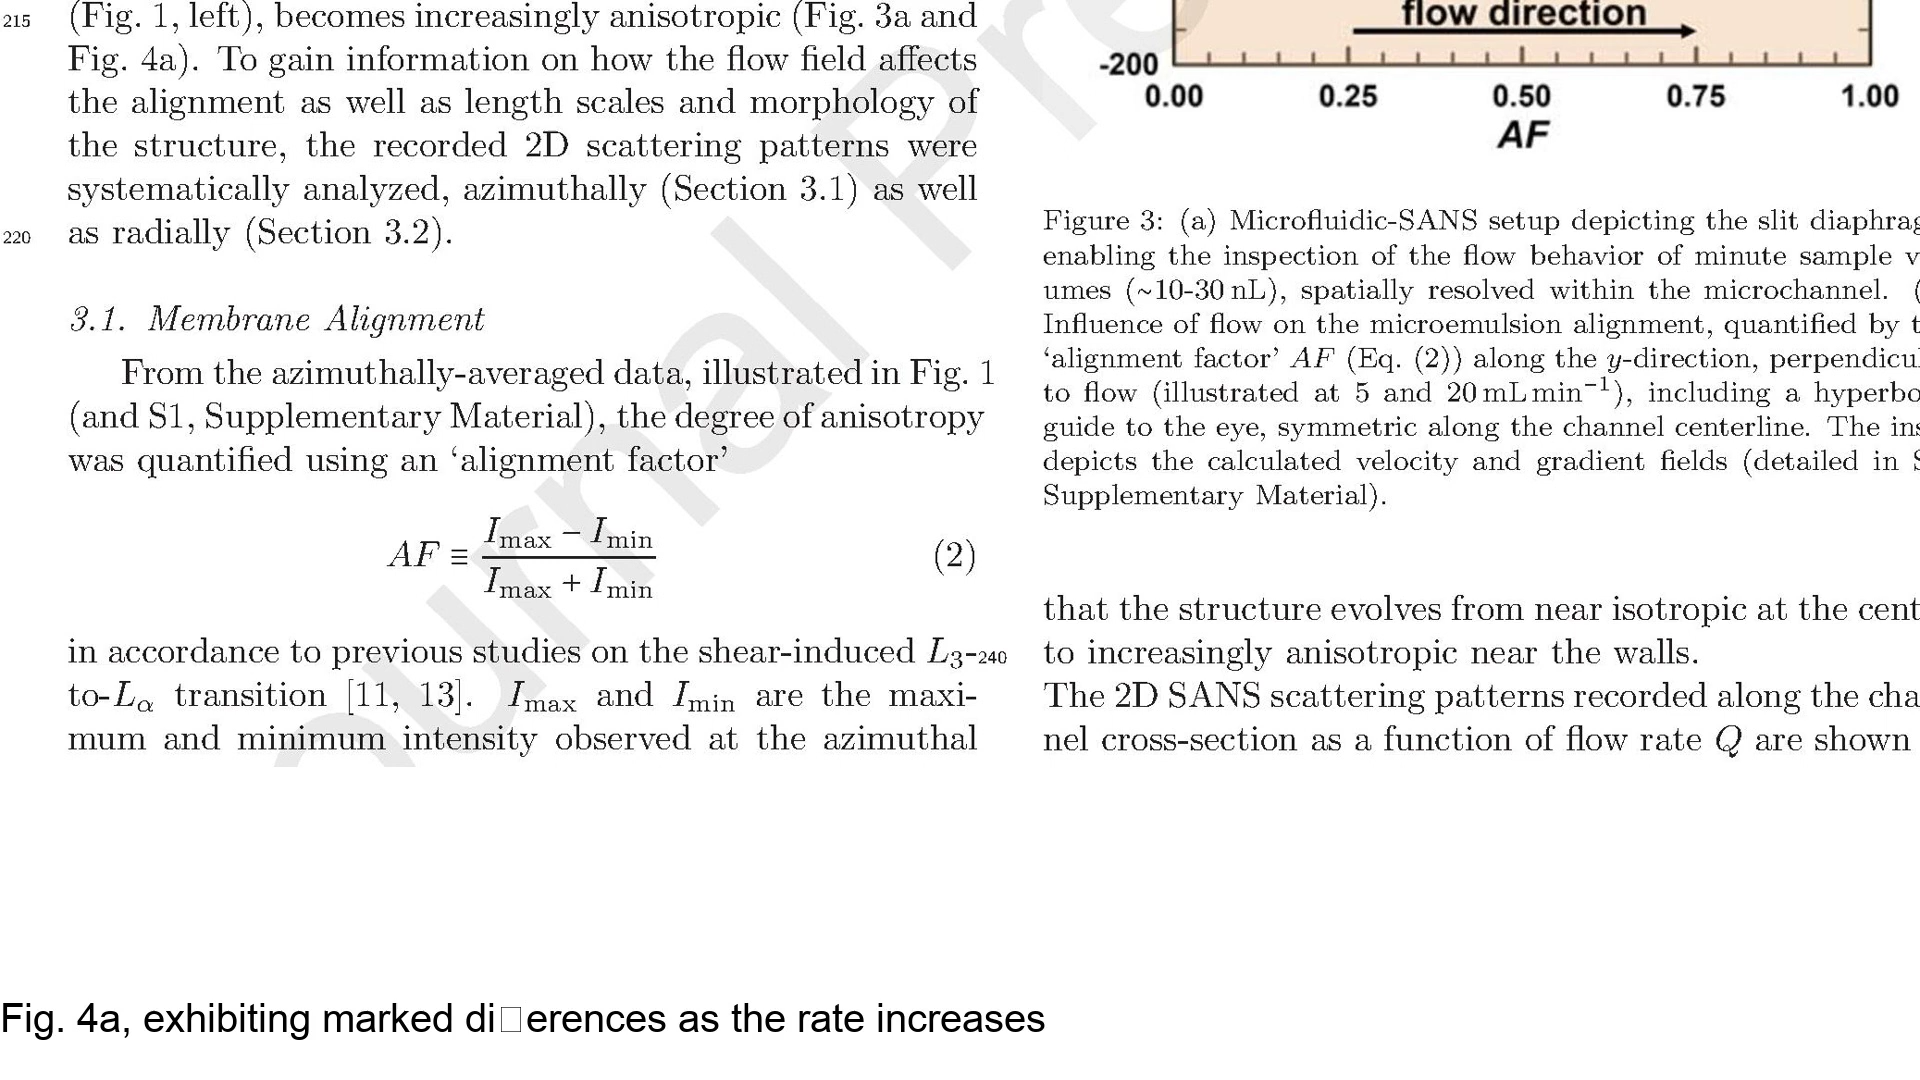 215 (Fig. 1, left), becomes increasingly anisotropic (Fig. 3a and
Fig. 4a). To gain information on how the flow field affects
the alignment as well as length scales and morphology of
the structure, the recorded 2D scattering patterns were
systematically analyzed, azimuthally (Section 3.1) as well
220 as radially (Section 3.2).
3.1. Membrane Alignment
From the azimuthally-averaged data, illustrated in Fig. 1
(and S1, Supplementary Material), the degree of anisotropy
was quantified using an ‘alignment factor’
AF ≡ (I_max − I_min) / (I_max + I_min) (2)
in accordance to previous studies on the shear-induced L₃-
to-L_α transition [11, 13]. I_max and I_min are the maxi-
mum and minimum intensity observed at the azimuthal
flow direction
-200
0.00 0.25 0.50 0.75 1.00
AF
Figure 3: (a) Microfluidic-SANS setup depicting the slit diaphrag
enabling the inspection of the flow behavior of minute sample v
umes (~10-30 nL), spatially resolved within the microchannel. (
Influence of flow on the microemulsion alignment, quantified by t
‘alignment factor’ AF (Eq. (2)) along the y-direction, perpendicul
to flow (illustrated at 5 and 20 mL min⁻¹), including a hyperbo
guide to the eye, symmetric along the channel centerline. The ins
depicts the calculated velocity and gradient fields (detailed in S
Supplementary Material).
that the structure evolves from near isotropic at the cent
240 to increasingly anisotropic near the walls.
The 2D SANS scattering patterns recorded along the cha
nel cross-section as a function of flow rate Q are shown
Fig. 4a, exhibiting marked di□erences as the rate increases